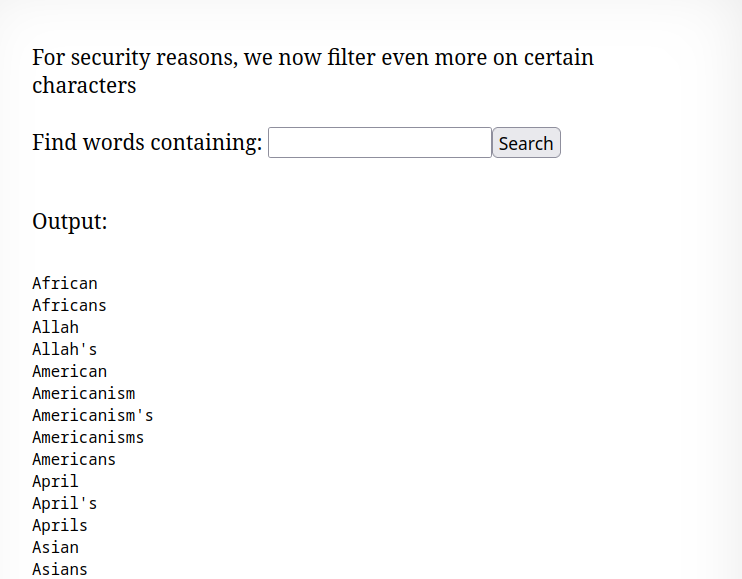 For security reasons, we now filter even more on certain
characters
Find words containing: Search
Output:
African
Africans
Allah
Allah's
American
Americanism
Americanism's
Americanisms
Americans
April
April's
Aprils
Asian
Asians